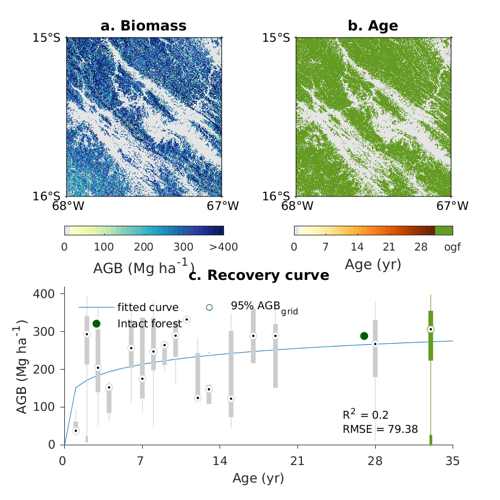 a. Biomass
b. Age
15°S
15°S
16°S
16°S
68°W 67°W
68°W 67°W
0 100 200 300 >400
0 7 14 21 28 ogf
AGB (Mg ha⁻¹)
Age (yr)
c. Recovery curve
fitted curve
95% AGB_grid
Intact forest
400
300
200
100
0
AGB (Mg ha⁻¹)
R² = 0.2
RMSE = 79.38
0 7 14 21 28 35
Age (yr)